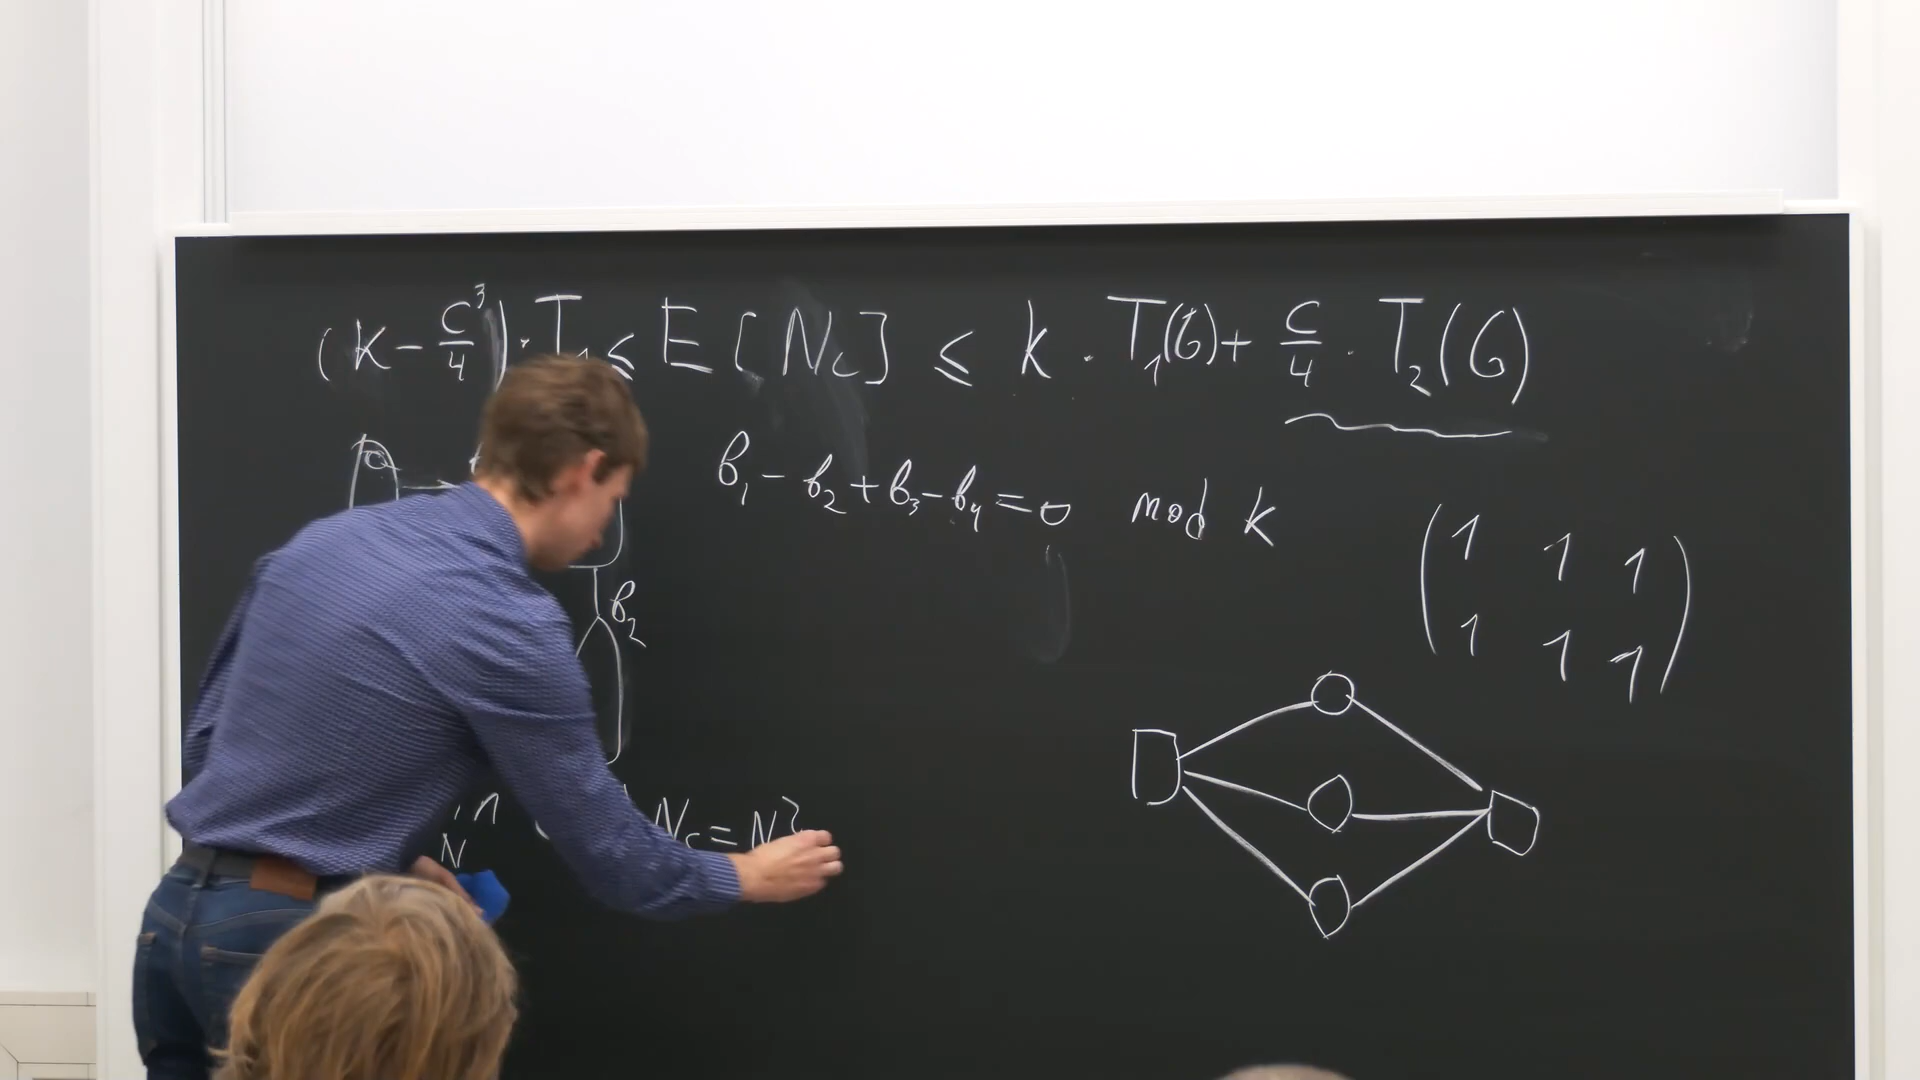 (k - c³/4) · T₁ ≤ E [N_c] ≤ k · T₁(G) + c/4 · T₂(G)
b₁ - b₂ + b₃ - b₄ = 0 mod k
1 1 1
1 1 1
b₂
N_c = N
N